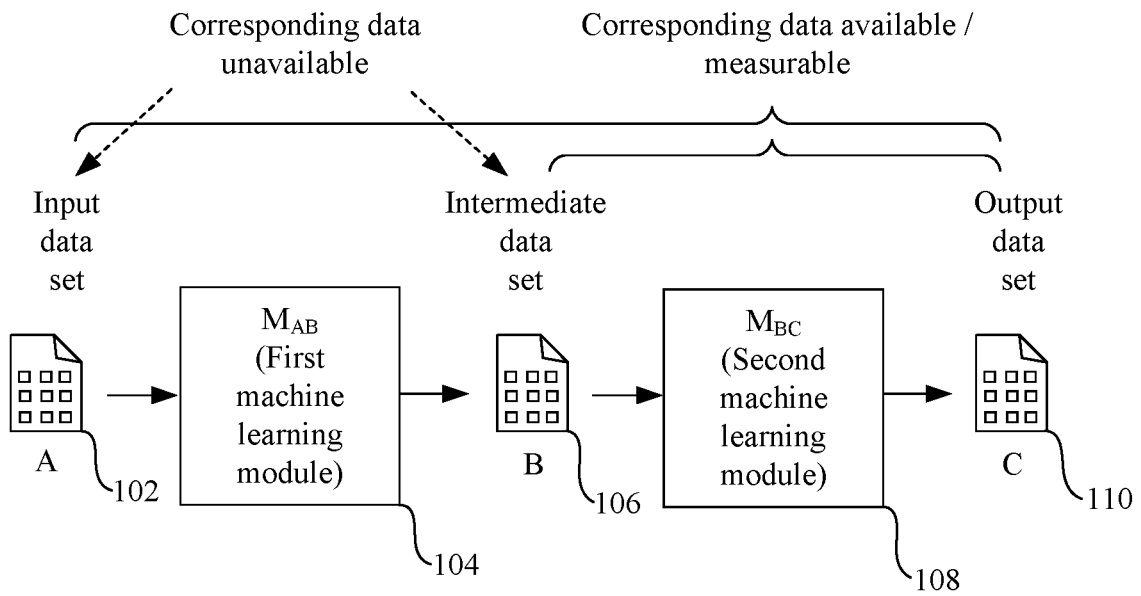 Corresponding data
unavailable
Corresponding data available /
measurable
Input
data
set
Intermediate
data
set
Output
data
set
M_AB
(First
machine
learning
module)
M_BC
(Second
machine
learning
module)
A
B
C
102
104
106
108
110